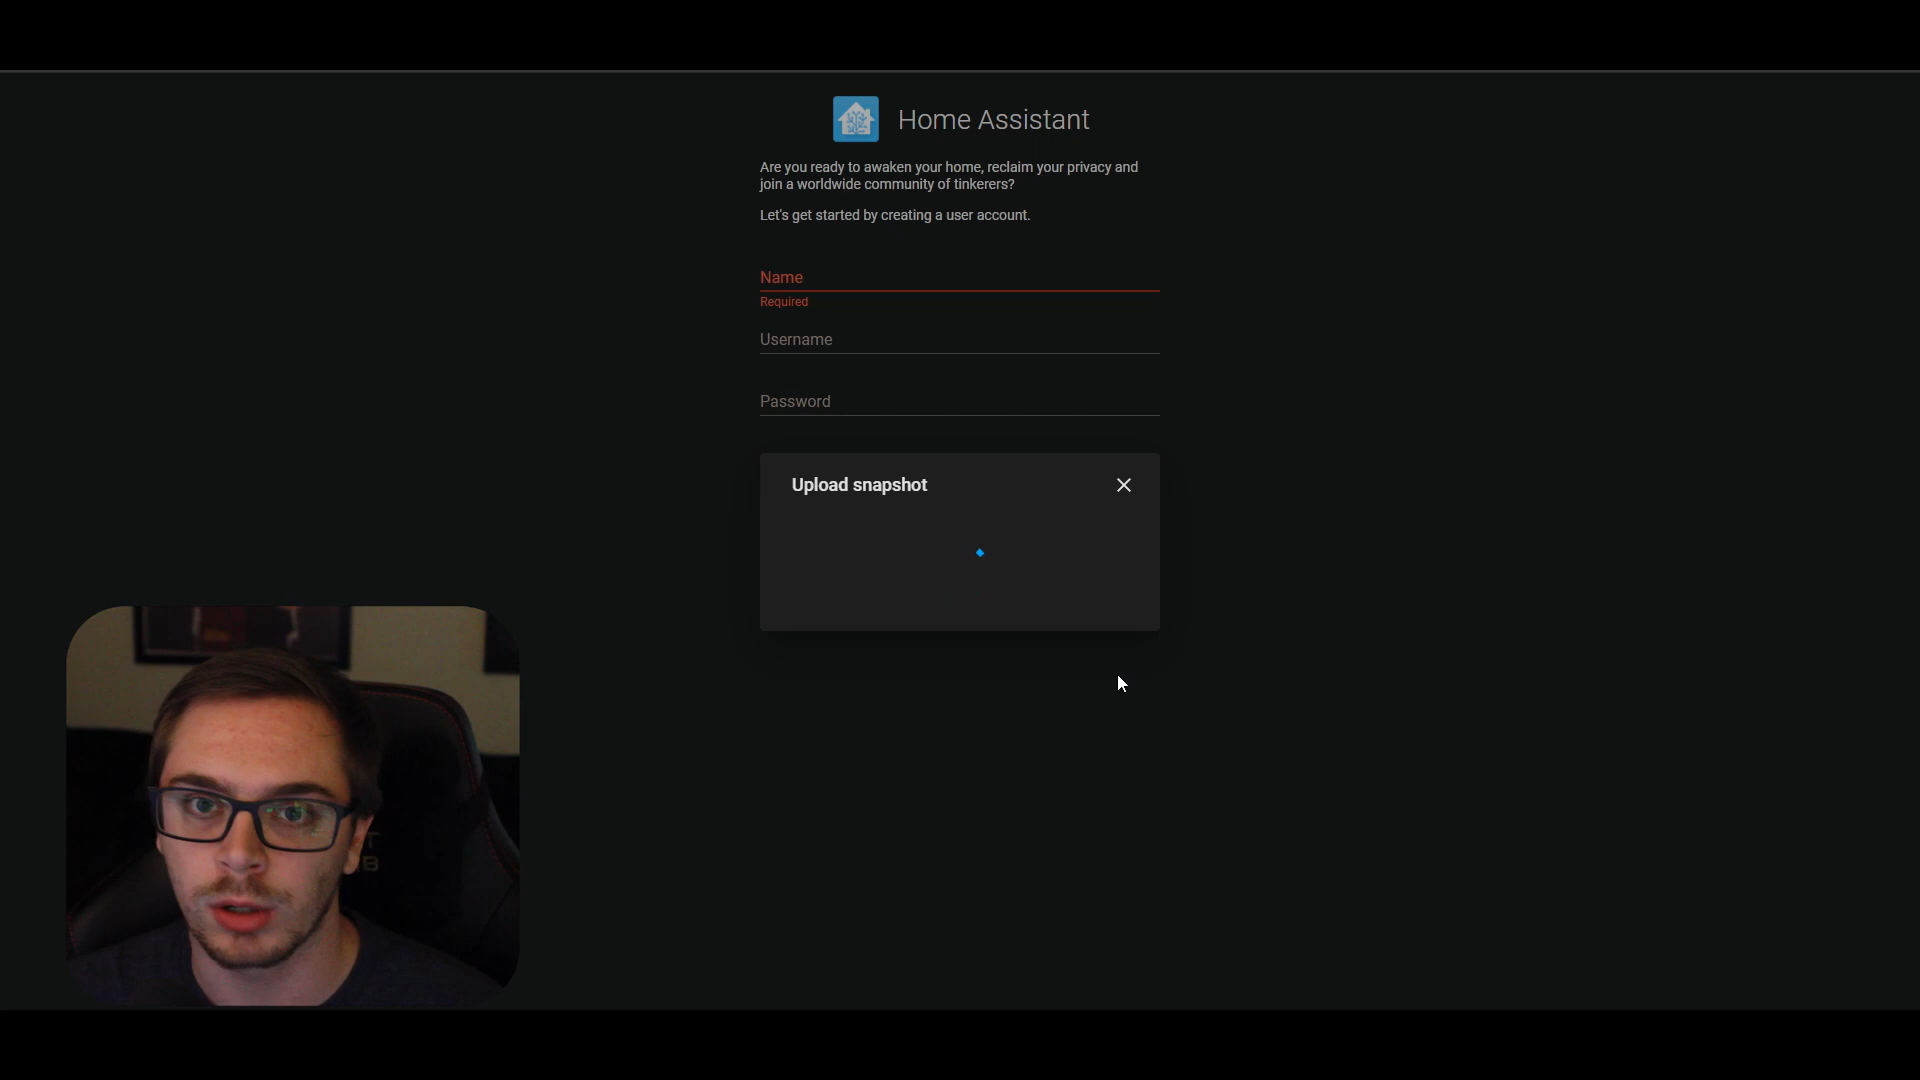 Home Assistant
Are you ready to awaken your home, reclaim your privacy and
join a worldwide community of tinkerers?
Let's get started by creating a user account.
Name
Required
Username
Password
Upload snapshot